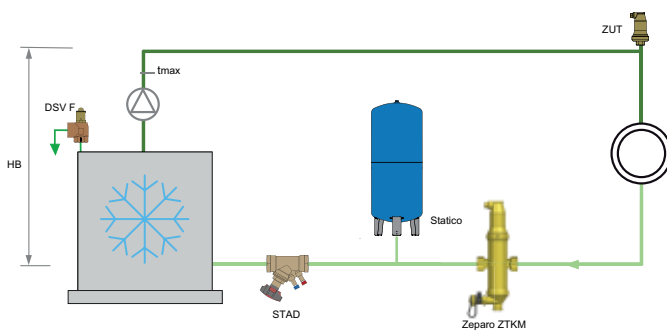 ZUT
tmax
DSV F
HB
Statico
STAD
Zeparo ZTKM